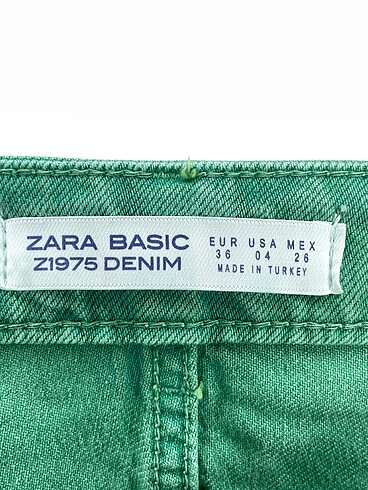 ZARA BASIC
Z1975 DENIM
EUR USA MEX
36 04 26
MADE IN TURKEY